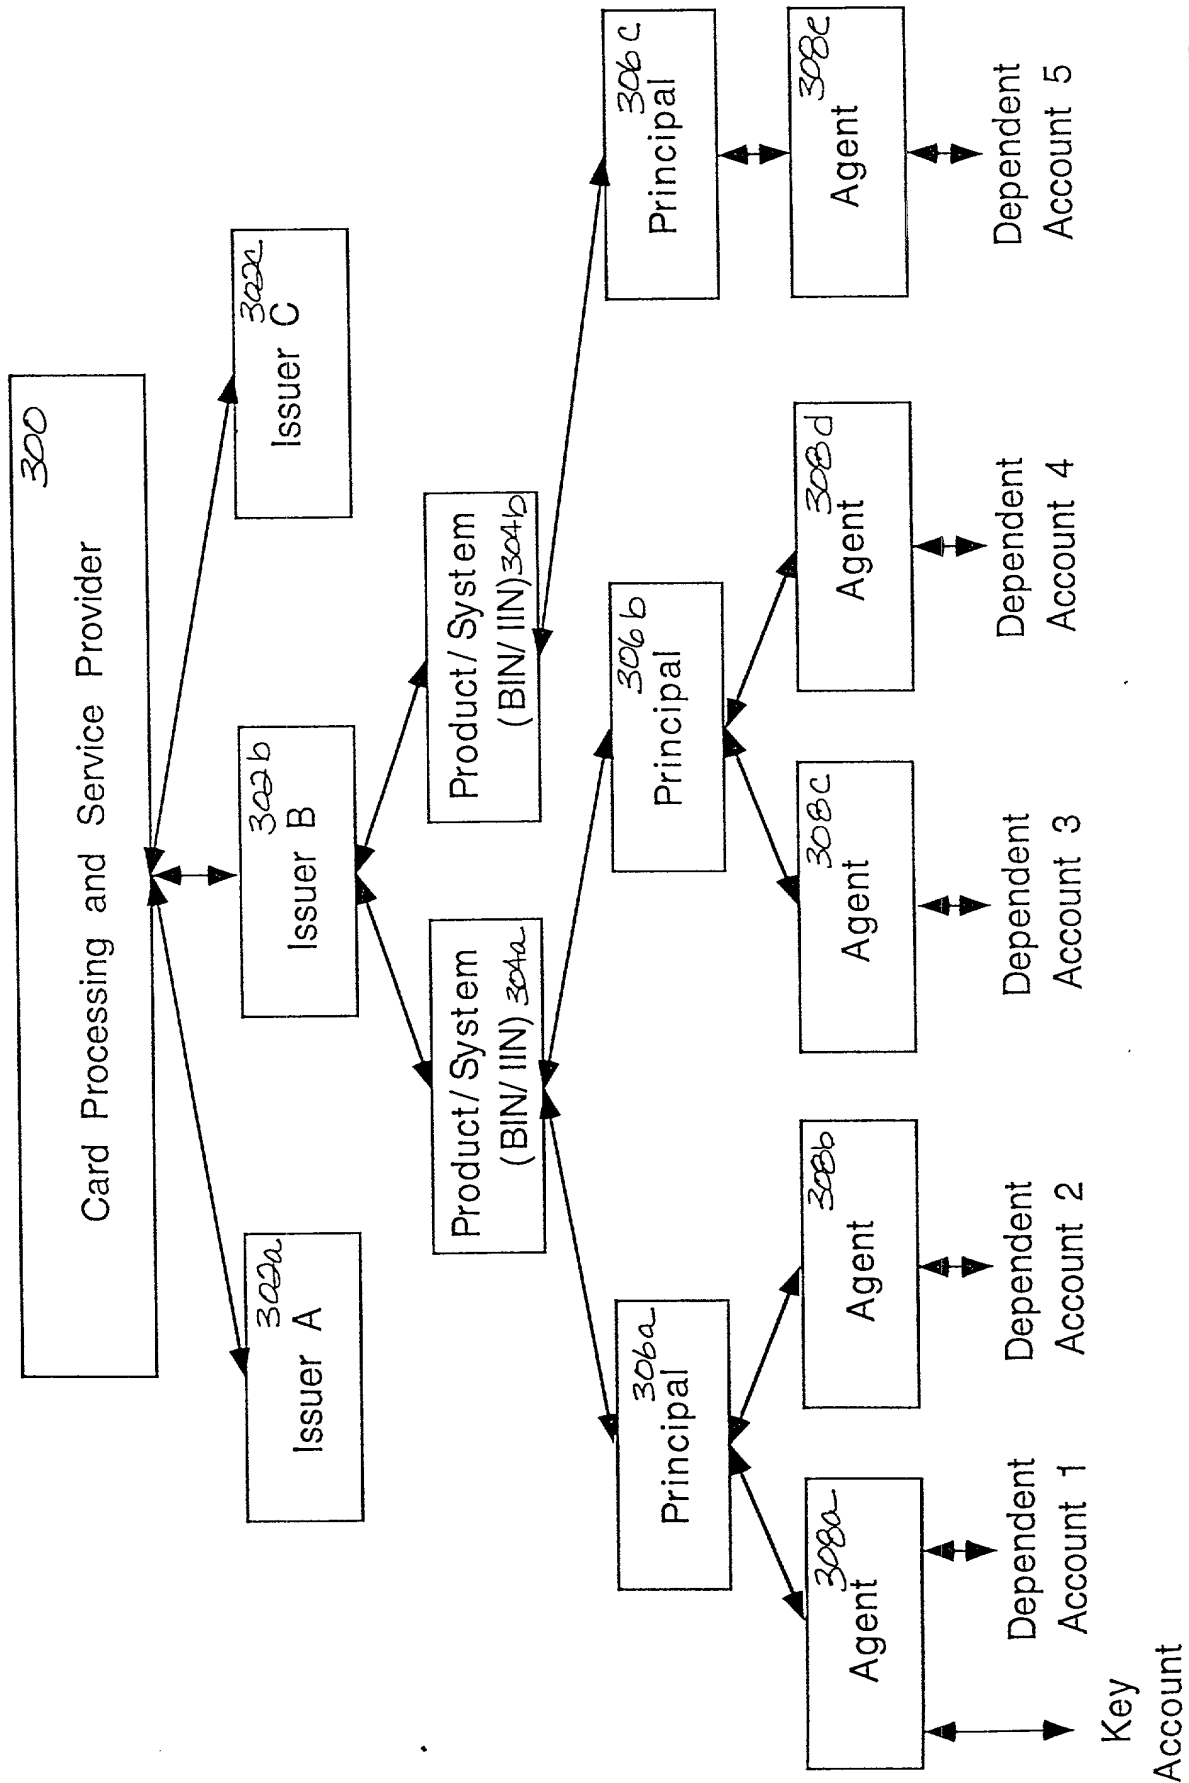 300
Card Processing and Service Provider
302a
Issuer A
302b
Issuer B
302c
Issuer C
Product/System
(BIN/IIN) 304a
Product/System
(BIN/IIN) 304b
306a
Principal
306b
Principal
306c
Principal
308a
Agent
308b
Agent
308c
Agent
308d
Agent
308e
Agent
Key
Account
Dependent
Account 1
Dependent
Account 2
Dependent
Account 3
Dependent
Account 4
Dependent
Account 5